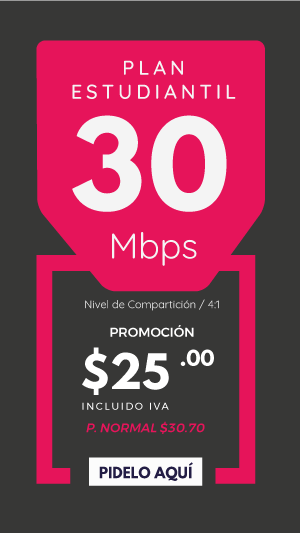 PLAN
ESTUDIANTIL
30
Mbps
Nivel de Compartición / 4:1
PROMOCIÓN
$25.00
INCLUIDO IVA
P. NORMAL $30.70
PIDELO AQUÍ